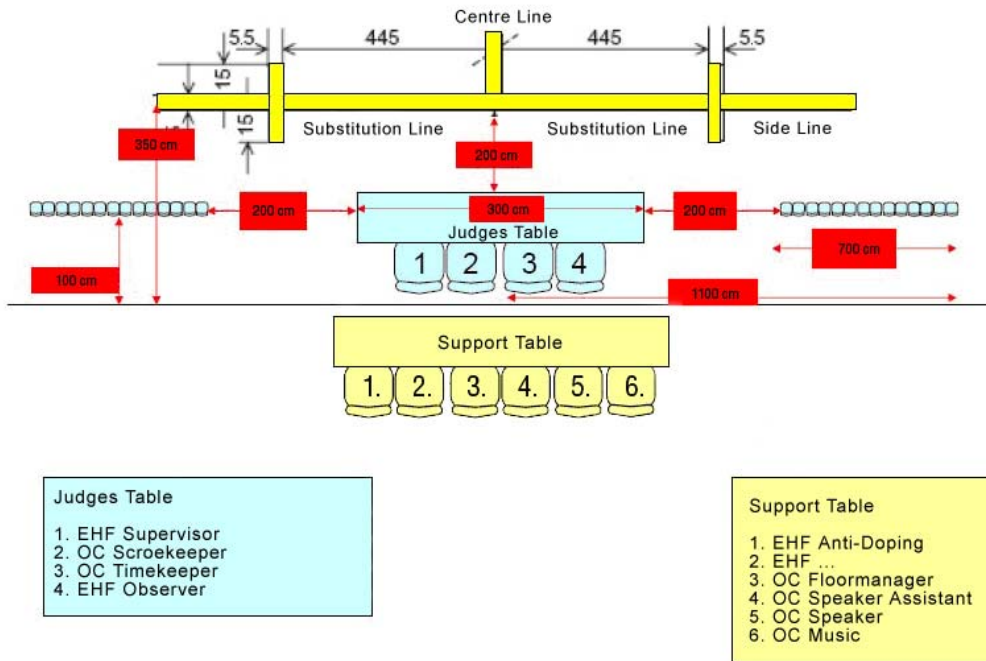 Centre Line
5.5 445 445 5.5
15
5
15
Substitution Line Substitution Line Side Line
350 cm
200 cm
200 cm 300 cm 200 cm
Judges Table
1 2 3 4
700 cm
100 cm
1100 cm
Support Table
1. 2. 3. 4. 5. 6.
Judges Table
1. EHF Supervisor
2. OC Scroekeeper
3. OC Timekeeper
4. EHF Observer
Support Table
1. EHF Anti-Doping
2. EHF ...
3. OC Floormanager
4. OC Speaker Assistant
5. OC Speaker
6. OC Music